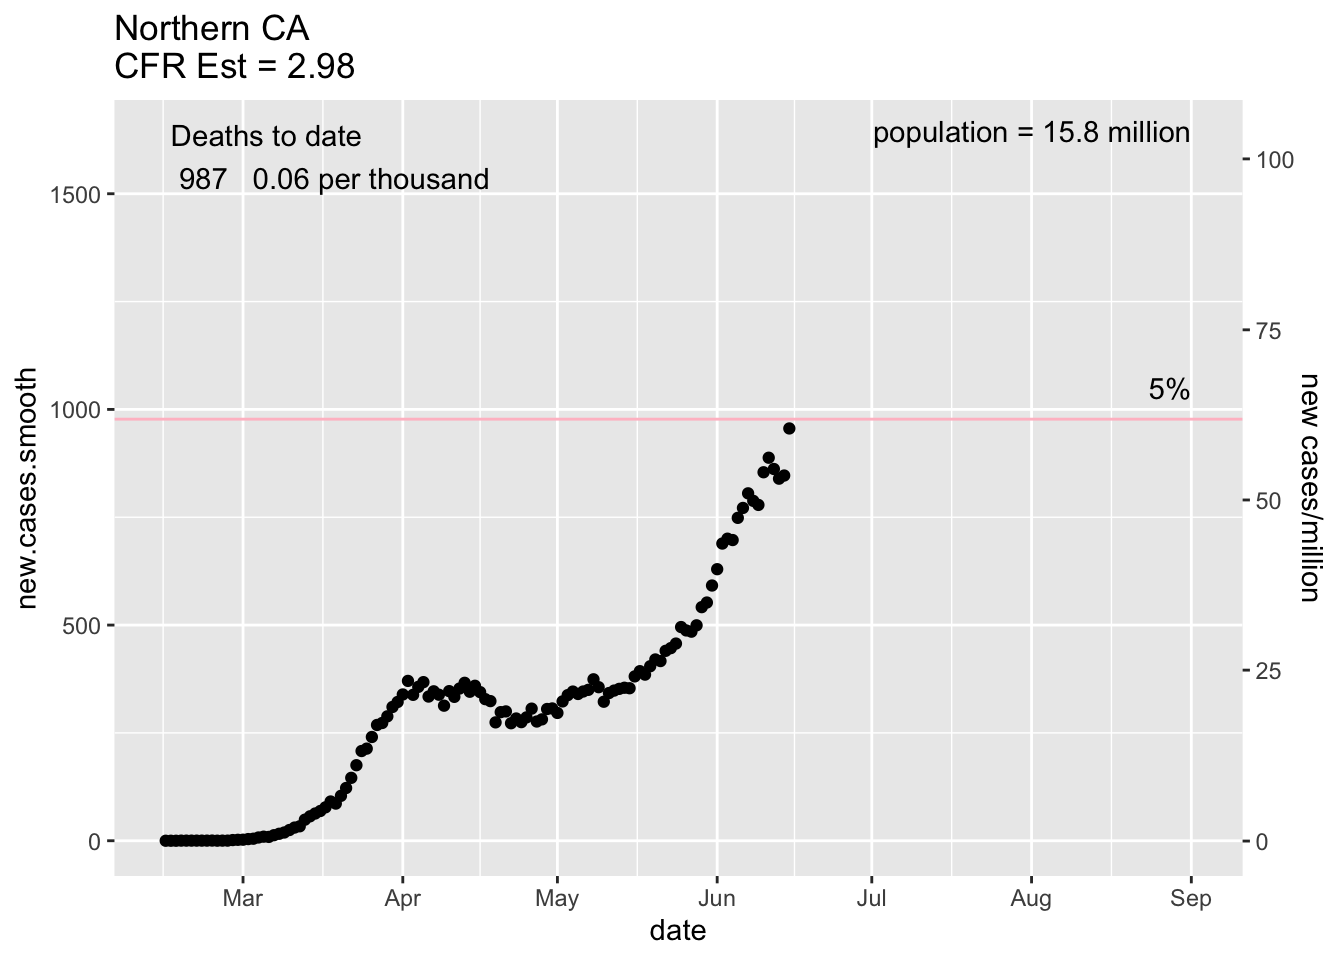 Northern CA
CFR Est = 2.98
Deaths to date
987 0.06 per thousand
population = 15.8 million
5%
1500
1000
500
0
new.cases.smooth
100
75
50
25
0
new cases/million
Mar Apr May Jun Jul Aug Sep
date